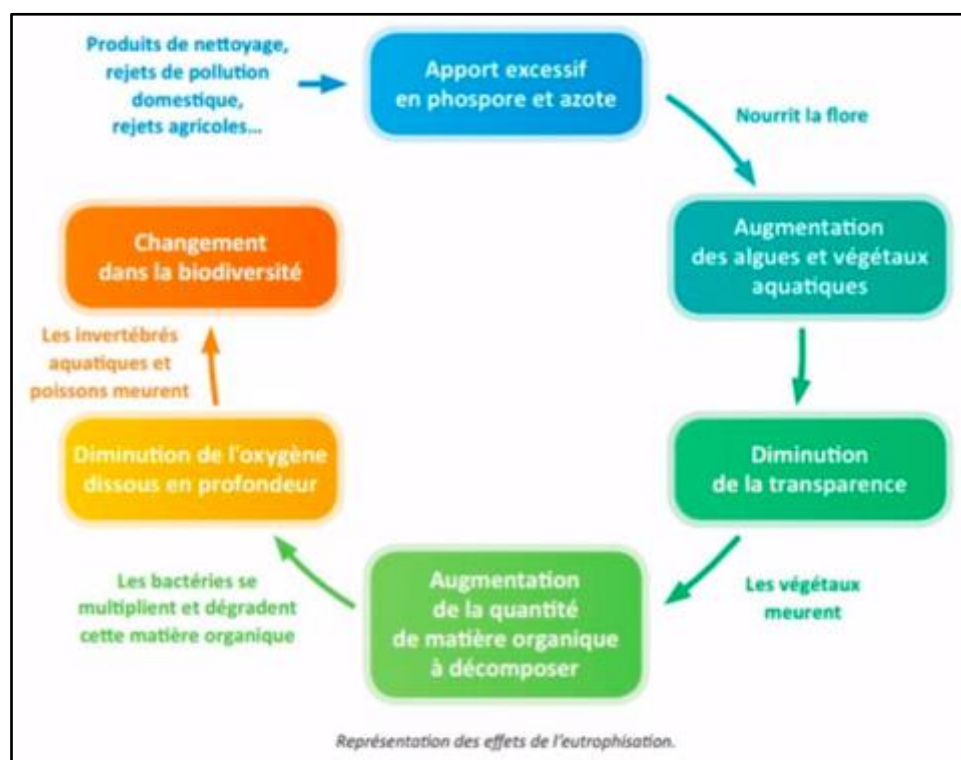 Produits de nettoyage,
rejets de pollution
domestique,
rejets agricoles...
Apport excessif
en phospore et azote
Nourrit la flore
Augmentation
des algues et végétaux
aquatiques
Diminution
de la transparence
Les végétaux
meurent
Augmentation
de la quantité
de matière organique
à décomposer
Les bactéries se
multiplient et dégradent
cette matière organique
Diminution de l'oxygène
dissous en profondeur
Les invertébrés
aquatiques et
poissons meurent
Changement
dans la biodiversité
Représentation des effets de l'eutrophisation.